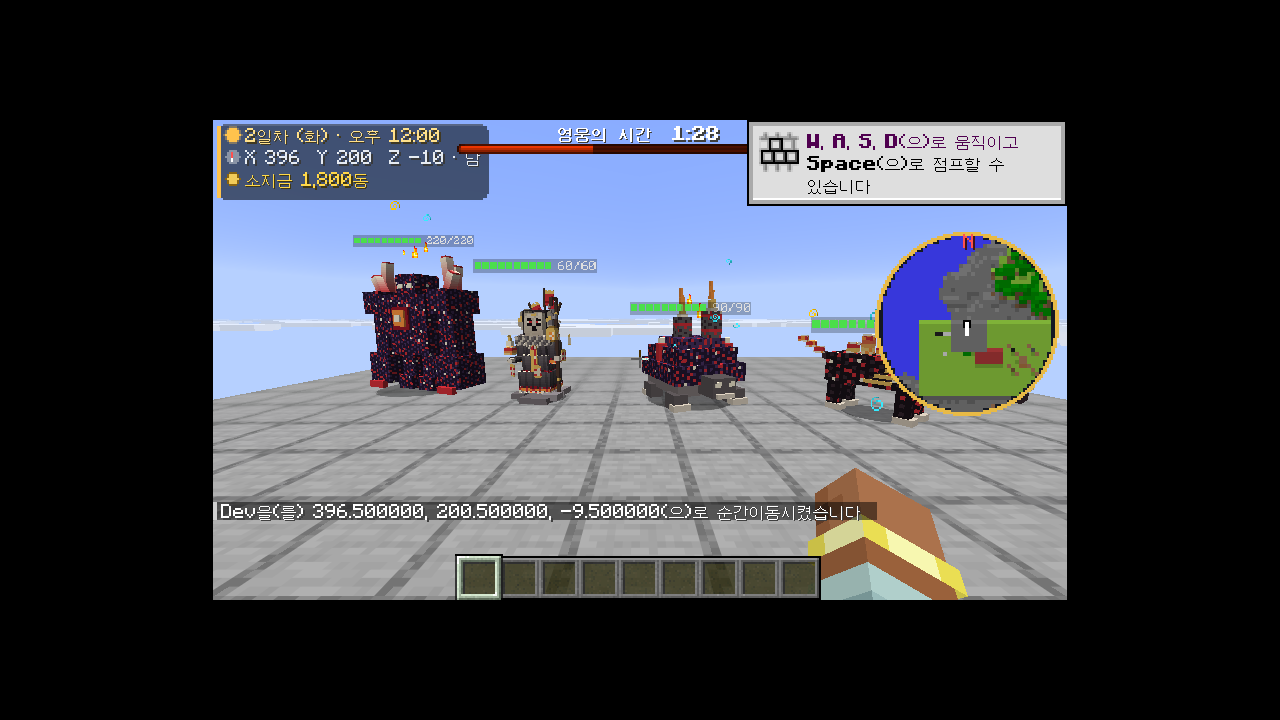 2일차 (화) · 오후 12:00
X 396 Y 200 Z -10 · 남
소지금 1,800동
영웅의 시간 1:28
W, A, S, D(으)로 움직이고
Space(으)로 점프할 수
있습니다
N
220/220
60/60
90/90
Dev을(를) 396.500000, 200.500000, -9.500000(으)로 순간이동시켰습니다